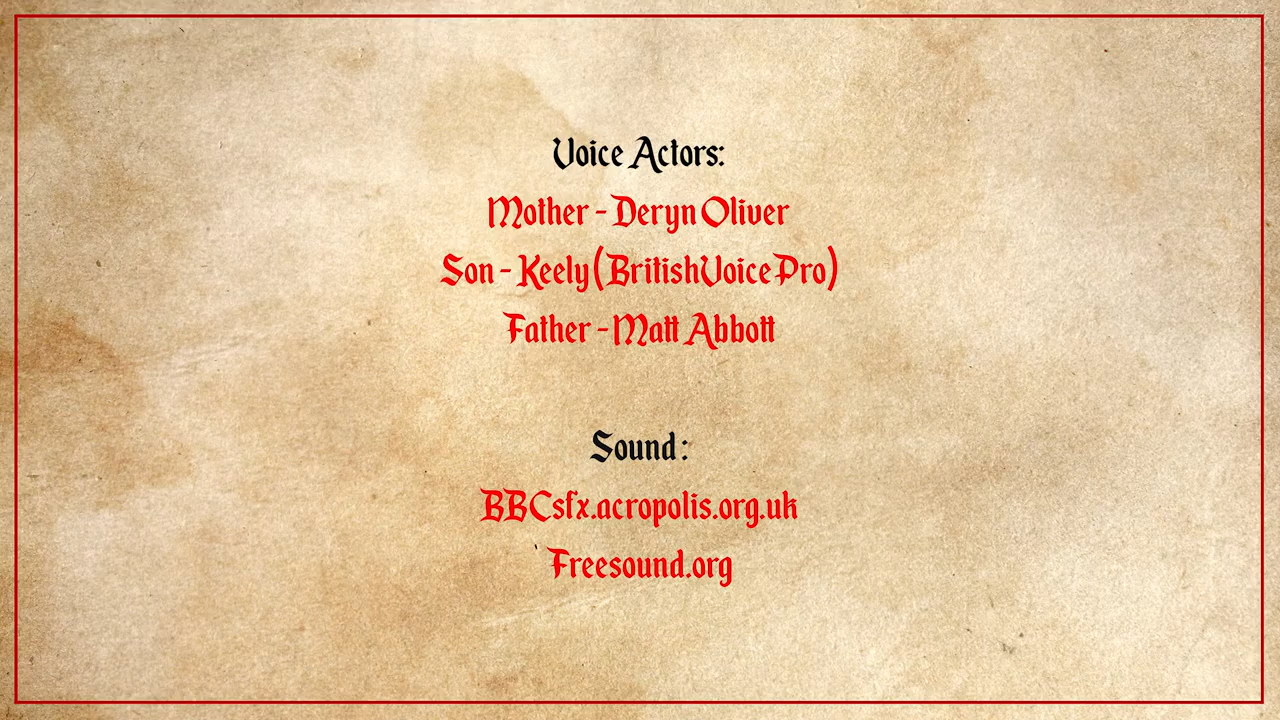 Voice Actors:
Mother - Deryn Oliver
Son - Keely (BritishVoicePro)
Father - Matt Abbott
Sound:
BBCsfx.acropolis.org.uk
Freesound.org